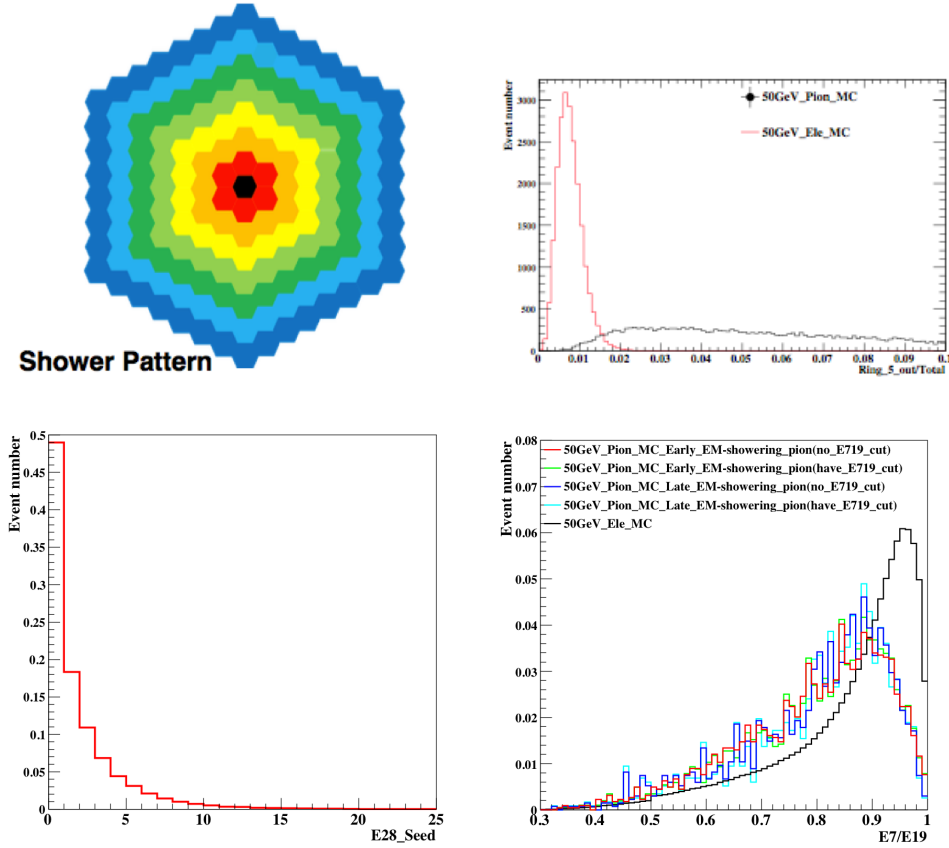 Shower Pattern
Event number
3000
2500
2000
1500
1000
500
0
50GeV_Pion_MC
50GeV_Ele_MC
0 0.01 0.02 0.03 0.04 0.05 0.06 0.07 0.08 0.09 0.1
Ring_5_out/Total
Event number
0.5
0.45
0.4
0.35
0.3
0.25
0.2
0.15
0.1
0.05
0
0 5 10 15 20 25
E28_Seed
Event number
0.08
0.07
0.06
0.05
0.04
0.03
0.02
0.01
0
50GeV_Pion_MC_Early_EM-showering_pion(no_E719_cut)
50GeV_Pion_MC_Early_EM-showering_pion(have_E719_cut)
50GeV_Pion_MC_Late_EM-showering_pion(no_E719_cut)
50GeV_Pion_MC_Late_EM-showering_pion(have_E719_cut)
50GeV_Ele_MC
0.3 0.4 0.5 0.6 0.7 0.8 0.9 1
E7/E19